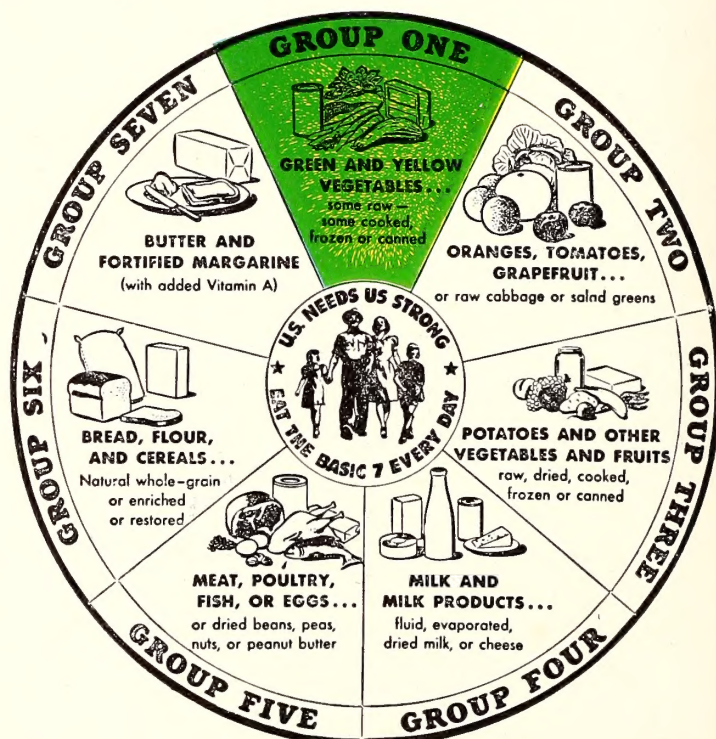 GROUP ONE
GREEN AND YELLOW
VEGETABLES...
some raw —
some cooked,
frozen or canned
GROUP TWO
ORANGES, TOMATOES,
GRAPEFRUIT...
or raw cabbage or salad greens
GROUP THREE
POTATOES AND OTHER
VEGETABLES AND FRUITS
raw, dried, cooked,
frozen or canned
GROUP FOUR
MILK AND
MILK PRODUCTS...
fluid, evaporated,
dried milk, or cheese
GROUP FIVE
MEAT, POULTRY,
FISH, OR EGGS...
or dried beans, peas,
nuts, or peanut butter
GROUP SIX
BREAD, FLOUR,
AND CEREALS...
Natural whole-grain
or enriched
or restored
GROUP SEVEN
BUTTER AND
FORTIFIED MARGARINE
(with added Vitamin A)
U.S. NEEDS US STRONG
EAT THE BASIC 7 EVERY DAY